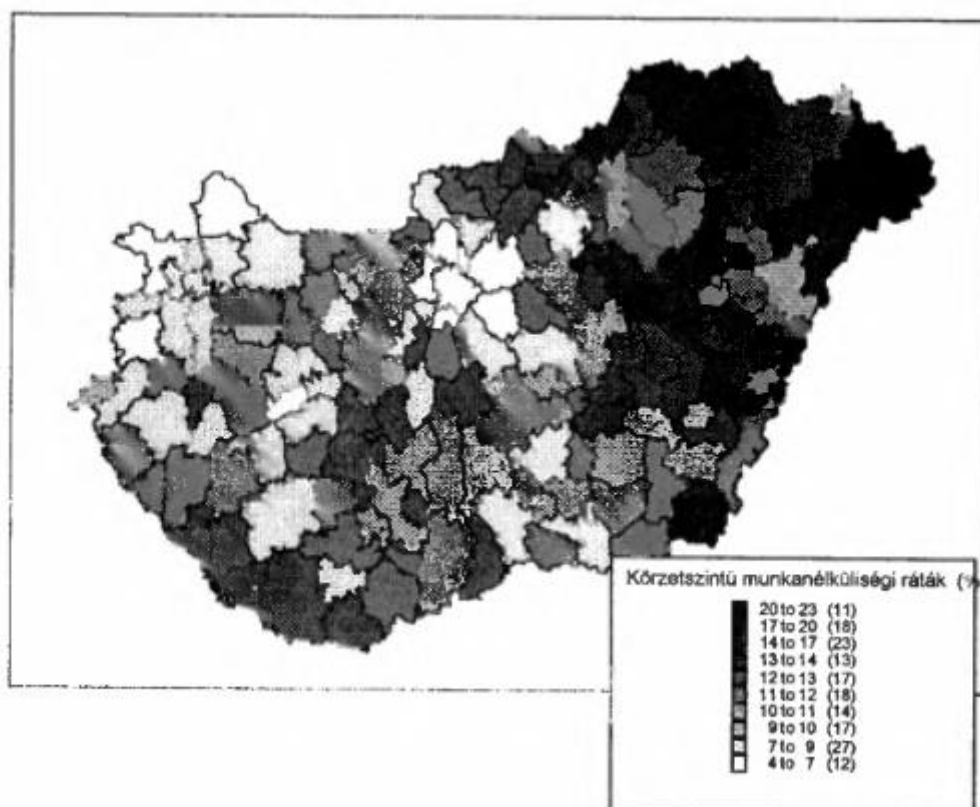 Körzetszintű munkanélküliségi ráták (%
20 to 23 (11)
17 to 20 (18)
14 to 17 (23)
13 to 14 (13)
12 to 13 (17)
11 to 12 (18)
10 to 11 (14)
9 to 10 (17)
7 to 9 (27)
4 to 7 (12)